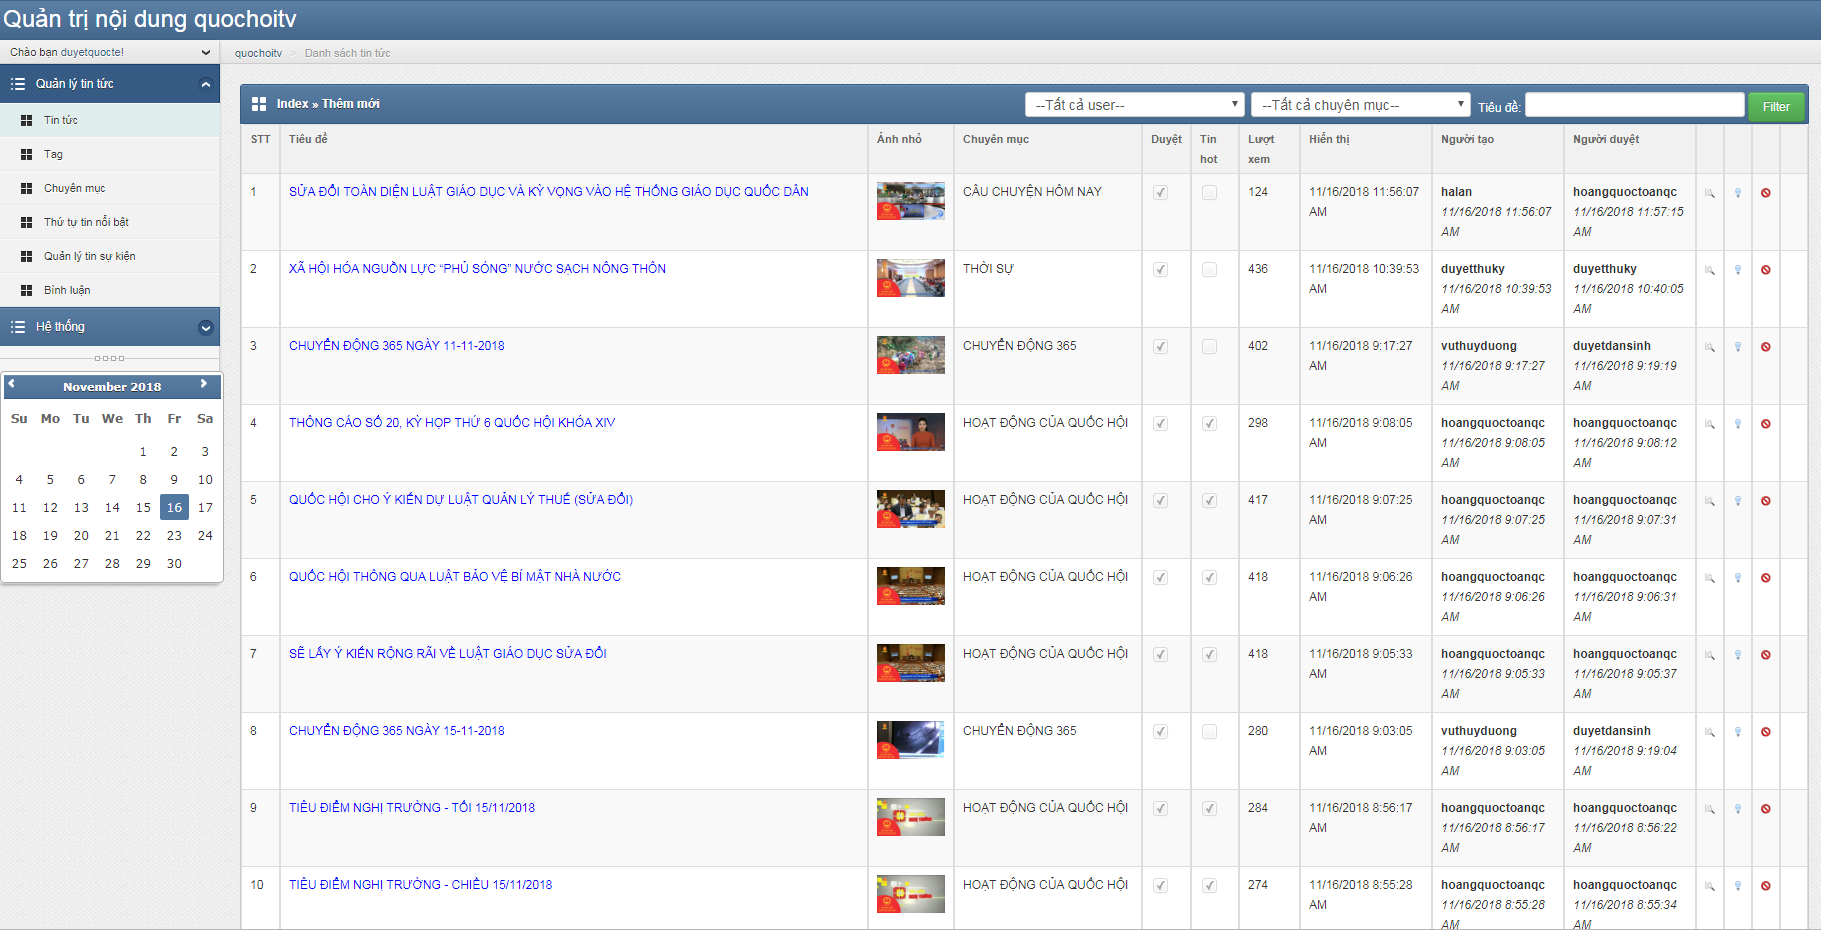 Quản trị nội dung quochoitv
Chào bạn duyetquocte!
quochoitv > Danh sách tin tức
Quản lý tin tức
Tin tức
Tag
Chuyên mục
Thứ tự tin nổi bật
Quản lý tin sự kiện
Bình luận
Hệ thống
November 2018
Su Mo Tu We Th Fr Sa
1 2 3
4 5 6 7 8 9 10
11 12 13 14 15 16 17
18 19 20 21 22 23 24
25 26 27 28 29 30
Index » Thêm mới --Tất cả user-- --Tất cả chuyên mục-- Tiêu đề: Filter
STT Tiêu đề Ảnh nhỏ Chuyên mục Duyệt Tin Lượt Hiển thị Người tạo Người duyệt
hot xem
1 SỬA ĐỔI TOÀN DIỆN LUẬT GIÁO DỤC VÀ KỲ VỌNG VÀO HỆ THỐNG GIÁO DỤC QUỐC DÂN CÂU CHUYỆN HÔM NAY 124 11/16/2018 11:56:07 halan hoangquoctoanqc
AM 11/16/2018 11:56:07 11/16/2018 11:57:15
AM AM
2 XÃ HỘI HÓA NGUỒN LỰC “PHỦ SÓNG” NƯỚC SẠCH NÔNG THÔN THỜI SỰ 436 11/16/2018 10:39:53 duyetthuky duyetthuky
AM 11/16/2018 10:39:53 11/16/2018 10:40:05
AM AM
3 CHUYỂN ĐỘNG 365 NGÀY 11-11-2018 CHUYỂN ĐỘNG 365 402 11/16/2018 9:17:27 vuthuyduong duyetdansinh
AM 11/16/2018 9:17:27 11/16/2018 9:19:19
AM AM
4 THÔNG CÁO SỐ 20, KỲ HỌP THỨ 6 QUỐC HỘI KHÓA XIV HOẠT ĐỘNG CỦA QUỐC HỘI 298 11/16/2018 9:08:05 hoangquoctoanqc hoangquoctoanqc
AM 11/16/2018 9:08:05 11/16/2018 9:08:12
AM AM
5 QUỐC HỘI CHO Ý KIẾN DỰ LUẬT QUẢN LÝ THUẾ (SỬA ĐỔI) HOẠT ĐỘNG CỦA QUỐC HỘI 417 11/16/2018 9:07:25 hoangquoctoanqc hoangquoctoanqc
AM 11/16/2018 9:07:25 11/16/2018 9:07:31
AM AM
6 QUỐC HỘI THÔNG QUA LUẬT BẢO VỆ BÍ MẬT NHÀ NƯỚC HOẠT ĐỘNG CỦA QUỐC HỘI 418 11/16/2018 9:06:26 hoangquoctoanqc hoangquoctoanqc
AM 11/16/2018 9:06:26 11/16/2018 9:06:31
AM AM
7 SẼ LẤY Ý KIẾN RỘNG RÃI VỀ LUẬT GIÁO DỤC SỬA ĐỔI HOẠT ĐỘNG CỦA QUỐC HỘI 418 11/16/2018 9:05:33 hoangquoctoanqc hoangquoctoanqc
AM 11/16/2018 9:05:33 11/16/2018 9:05:37
AM AM
8 CHUYỂN ĐỘNG 365 NGÀY 15-11-2018 CHUYỂN ĐỘNG 365 280 11/16/2018 9:03:05 vuthuyduong duyetdansinh
AM 11/16/2018 9:03:05 11/16/2018 9:19:04
AM AM
9 TIÊU ĐIỂM NGHỊ TRƯỜNG - TỐI 15/11/2018 HOẠT ĐỘNG CỦA QUỐC HỘI 284 11/16/2018 8:56:17 hoangquoctoanqc hoangquoctoanqc
AM 11/16/2018 8:56:17 11/16/2018 8:56:22
AM AM
10 TIÊU ĐIỂM NGHỊ TRƯỜNG - CHIỀU 15/11/2018 HOẠT ĐỘNG CỦA QUỐC HỘI 274 11/16/2018 8:55:28 hoangquoctoanqc hoangquoctoanqc
AM 11/16/2018 8:55:28 11/16/2018 8:55:34
AM AM